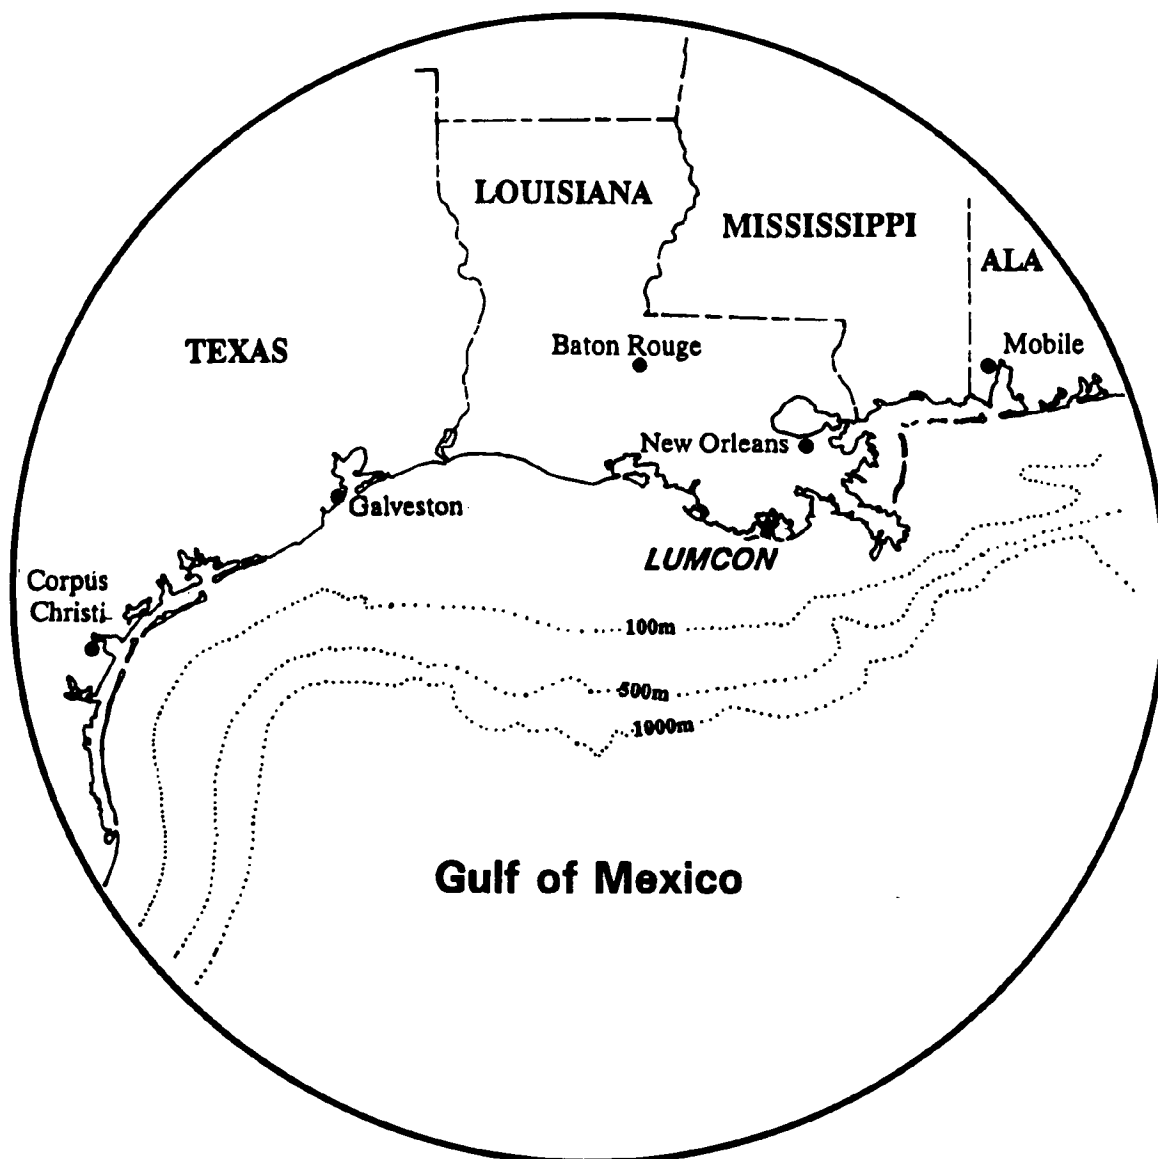 LOUISIANA
MISSISSIPPI
ALA
TEXAS
Baton Rouge
Mobile
New Orleans
Galveston
LUMCON
Corpus
Christi
100m
500m
1000m
Gulf of Mexico